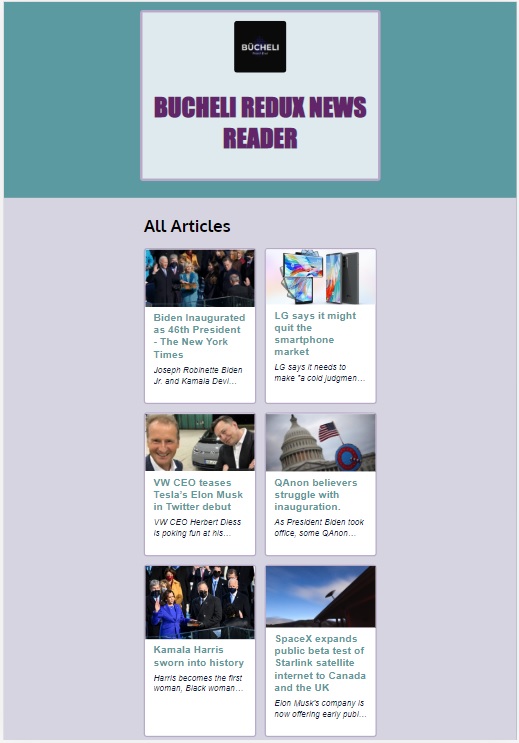 BÜCHELI
BUCHELI REDUX NEWS
READER
All Articles
Biden Inaugurated
as 46th President
- The New York
Times
Joseph Robinette Biden
Jr. and Kamala Devi...
LG says it might
quit the
smartphone
market
LG says it needs to
make "a cold judgmen...
VW CEO teases
Tesla's Elon Musk
in Twitter debut
VW CEO Herbert Diess
is poking fun at his...
QAnon believers
struggle with
inauguration.
As President Biden took
office, some QAnon...
Kamala Harris
sworn into history
Harris becomes the first
woman, Black woman...
SpaceX expands
public beta test of
Starlink satellite
internet to Canada
and the UK
Elon Musk's company is
now offering early publ...